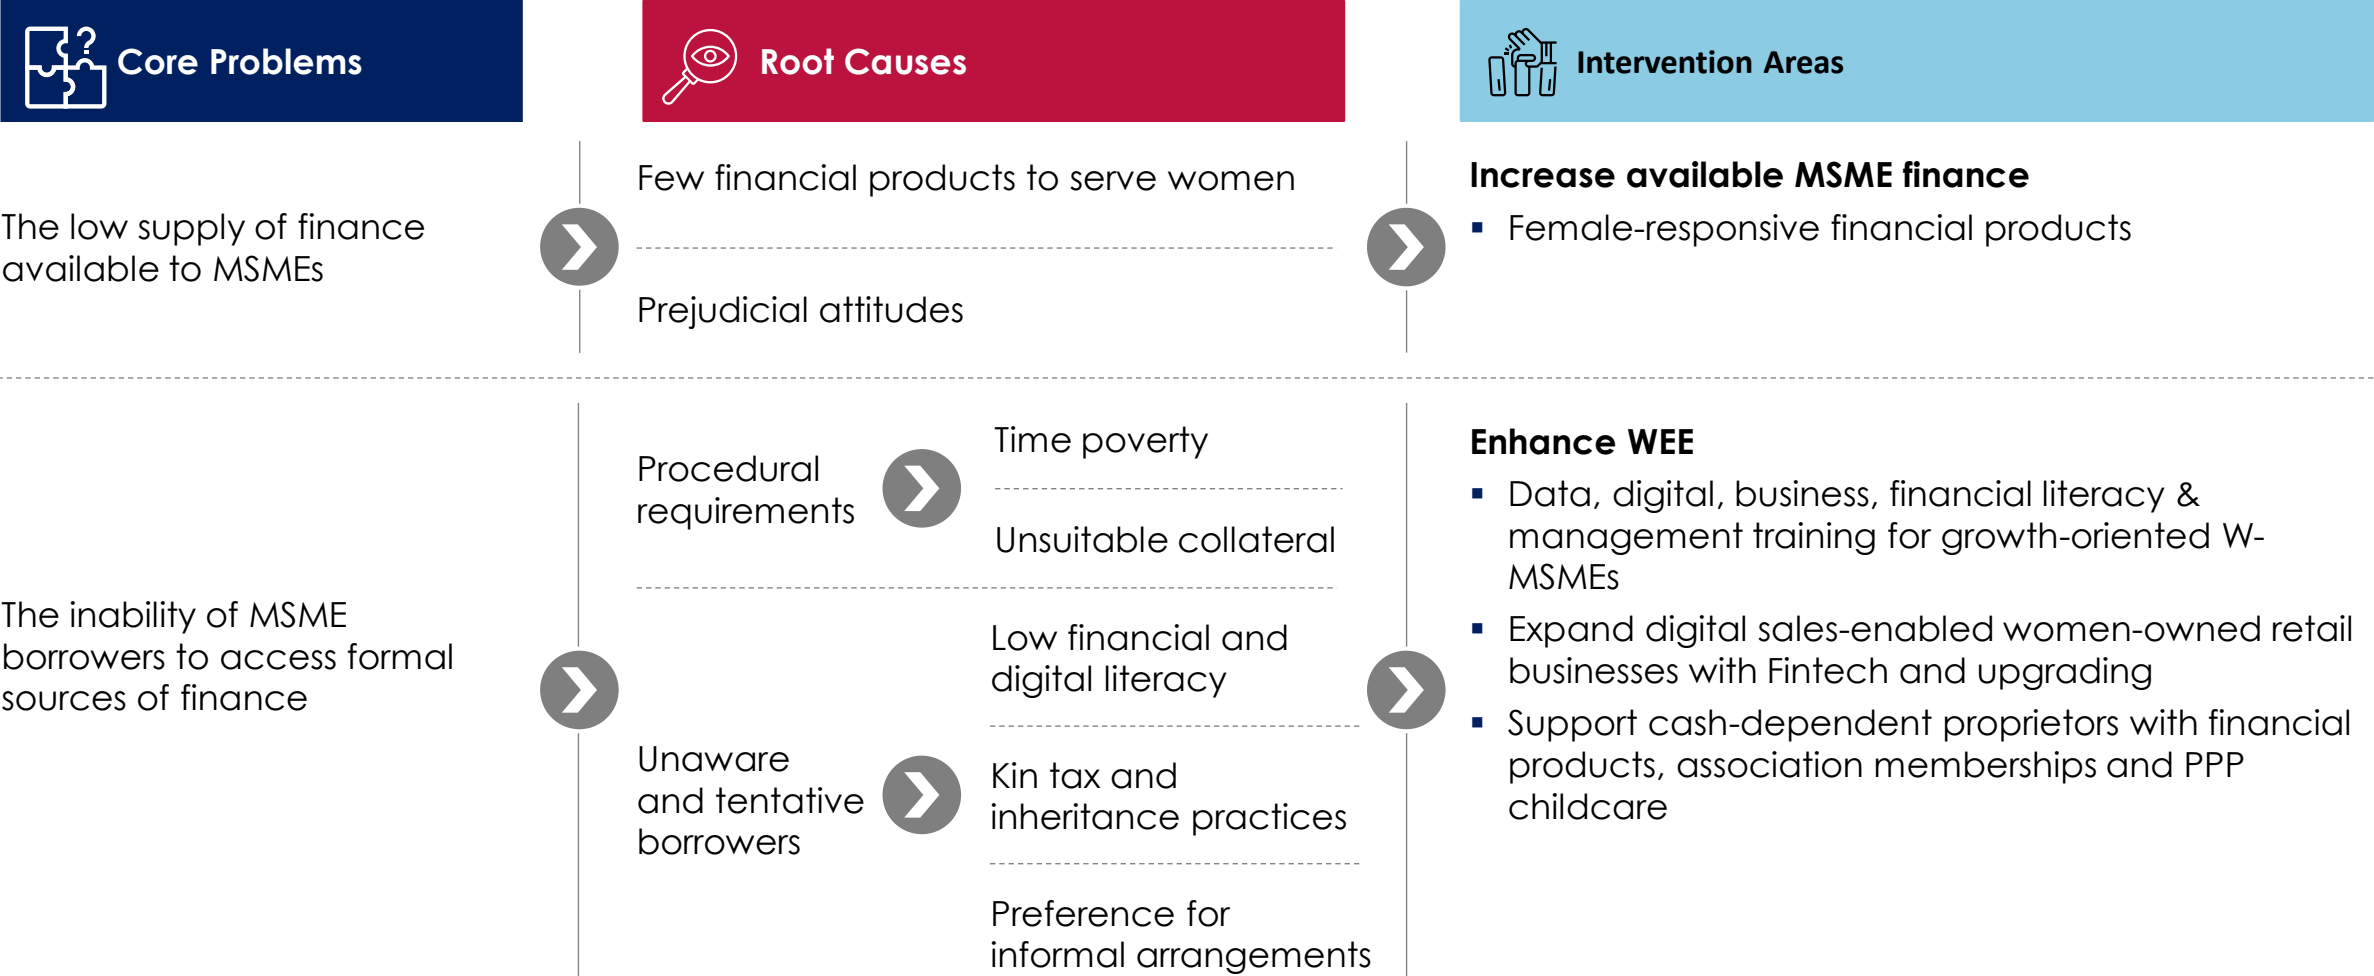 Core Problems
Root Causes
Intervention Areas
The low supply of finance
available to MSMEs
Few financial products to serve women
Prejudicial attitudes
Increase available MSME finance
▪ Female-responsive financial products
The inability of MSME
borrowers to access formal
sources of finance
Procedural
requirements
Time poverty
Unsuitable collateral
Unaware
and tentative
borrowers
Low financial and
digital literacy
Kin tax and
inheritance practices
Preference for
informal arrangements
Enhance WEE
▪ Data, digital, business, financial literacy &
management training for growth-oriented W-
MSMEs
▪ Expand digital sales-enabled women-owned retail
businesses with Fintech and upgrading
▪ Support cash-dependent proprietors with financial
products, association memberships and PPP
childcare